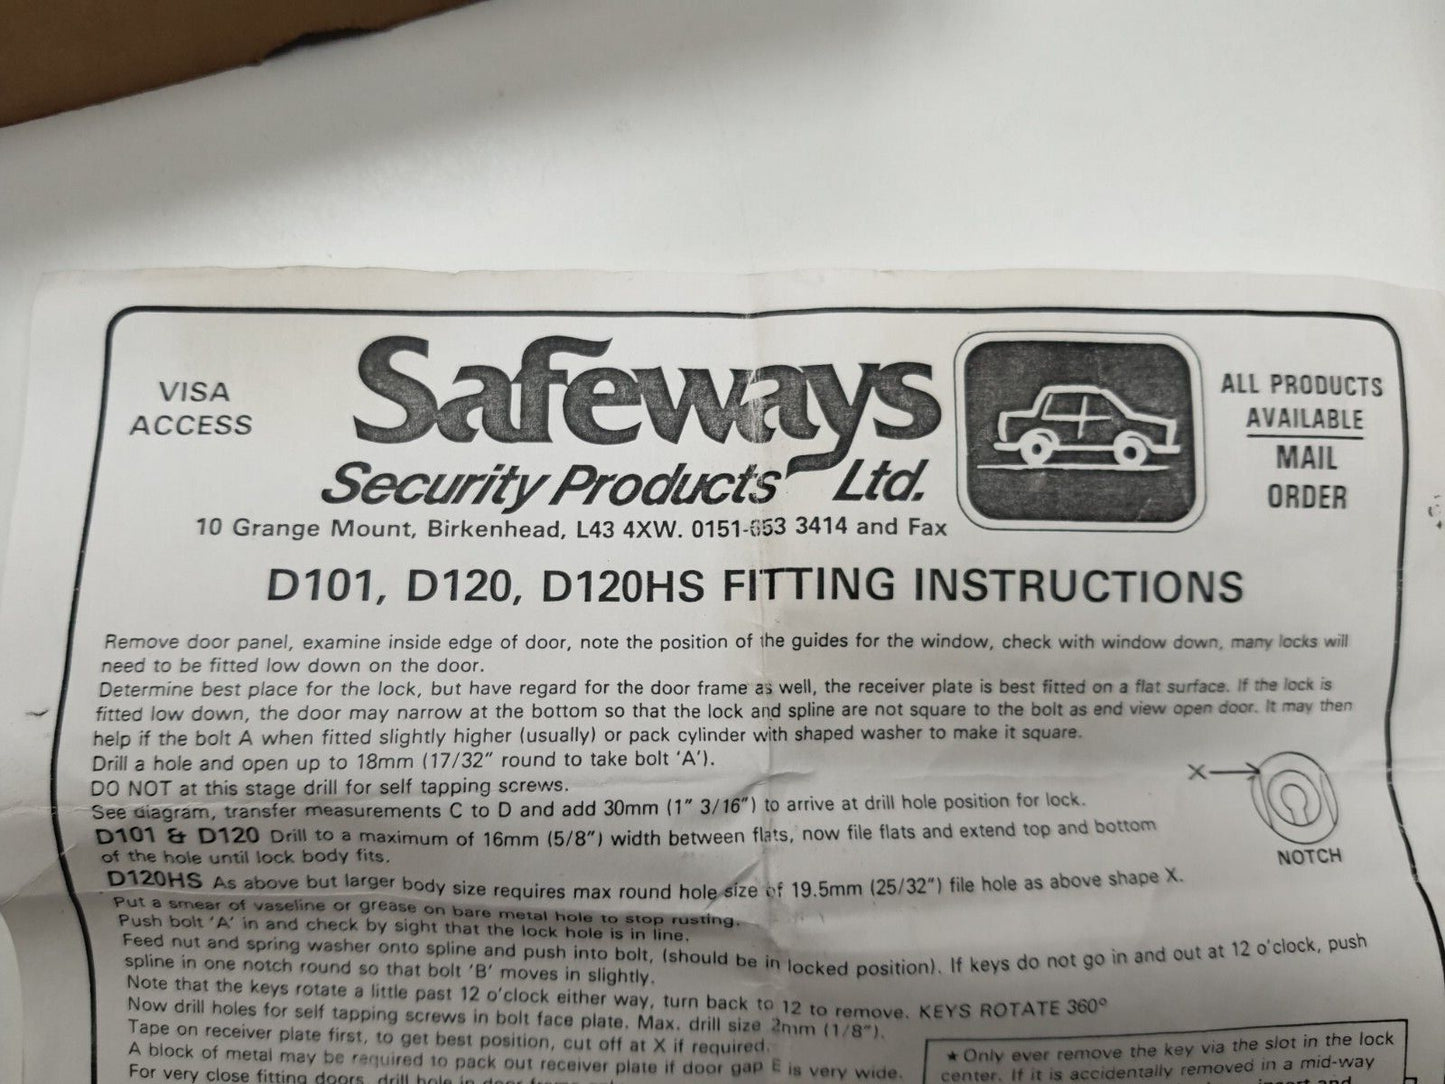 VISA
ACCESS
Safeways
Security Products Ltd.
10 Grange Mount, Birkenhead, L43 4XW. 0151-653 3414 and Fax
ALL PRODUCTS
AVAILABLE
MAIL
ORDER
D101, D120, D120HS FITTING INSTRUCTIONS
Remove door panel, examine inside edge of door, note the position of the guides for the window, check with window down, many locks will
need to be fitted low down on the door.
Determine best place for the lock, but have regard for the door frame as well, the receiver plate is best fitted on a flat surface. If the lock is
fitted low down, the door may narrow at the bottom so that the lock and spline are not square to the bolt as end view open door. It may then
help if the bolt A when fitted slightly higher (usually) or pack cylinder with shaped washer to make it square.
Drill a hole and open up to 18mm (17/32" round to take bolt 'A').
DO NOT at this stage drill for self tapping screws.
See diagram, transfer measurements C to D and add 30mm (1" 3/16") to arrive at drill hole position for lock.
D101 & D120 Drill to a maximum of 16mm (5/8") width between flats, now file flats and extend top and bottom
of the hole until lock body fits.
D120HS As above but larger body size requires max round hole size of 19.5mm (25/32") file hole as above shape X.
X
NOTCH
Put a smear of vaseline or grease on bare metal hole to stop rusting.
Push bolt 'A' in and check by sight that the lock hole is in line.
Feed nut and spring washer onto spline and push into bolt, (should be in locked position). If keys do not go in and out at 12 o'clock, push
spline in one notch round so that bolt 'B' moves in slightly.
Note that the keys rotate a little past 12 o'clock either way, turn back to 12 to remove. KEYS ROTATE 360°
Now drill holes for self tapping screws in bolt face plate. Max. drill size 2mm (1/8").
Tape on receiver plate first, to get best position, cut off at X if required.
A block of metal may be required to pack out receiver plate if door gap E is very wide.
For very close fitting doors, drill hole in door frame
★ Only ever remove the key via the slot in the lock
center. If it is accidentally removed in a mid-way
insert and